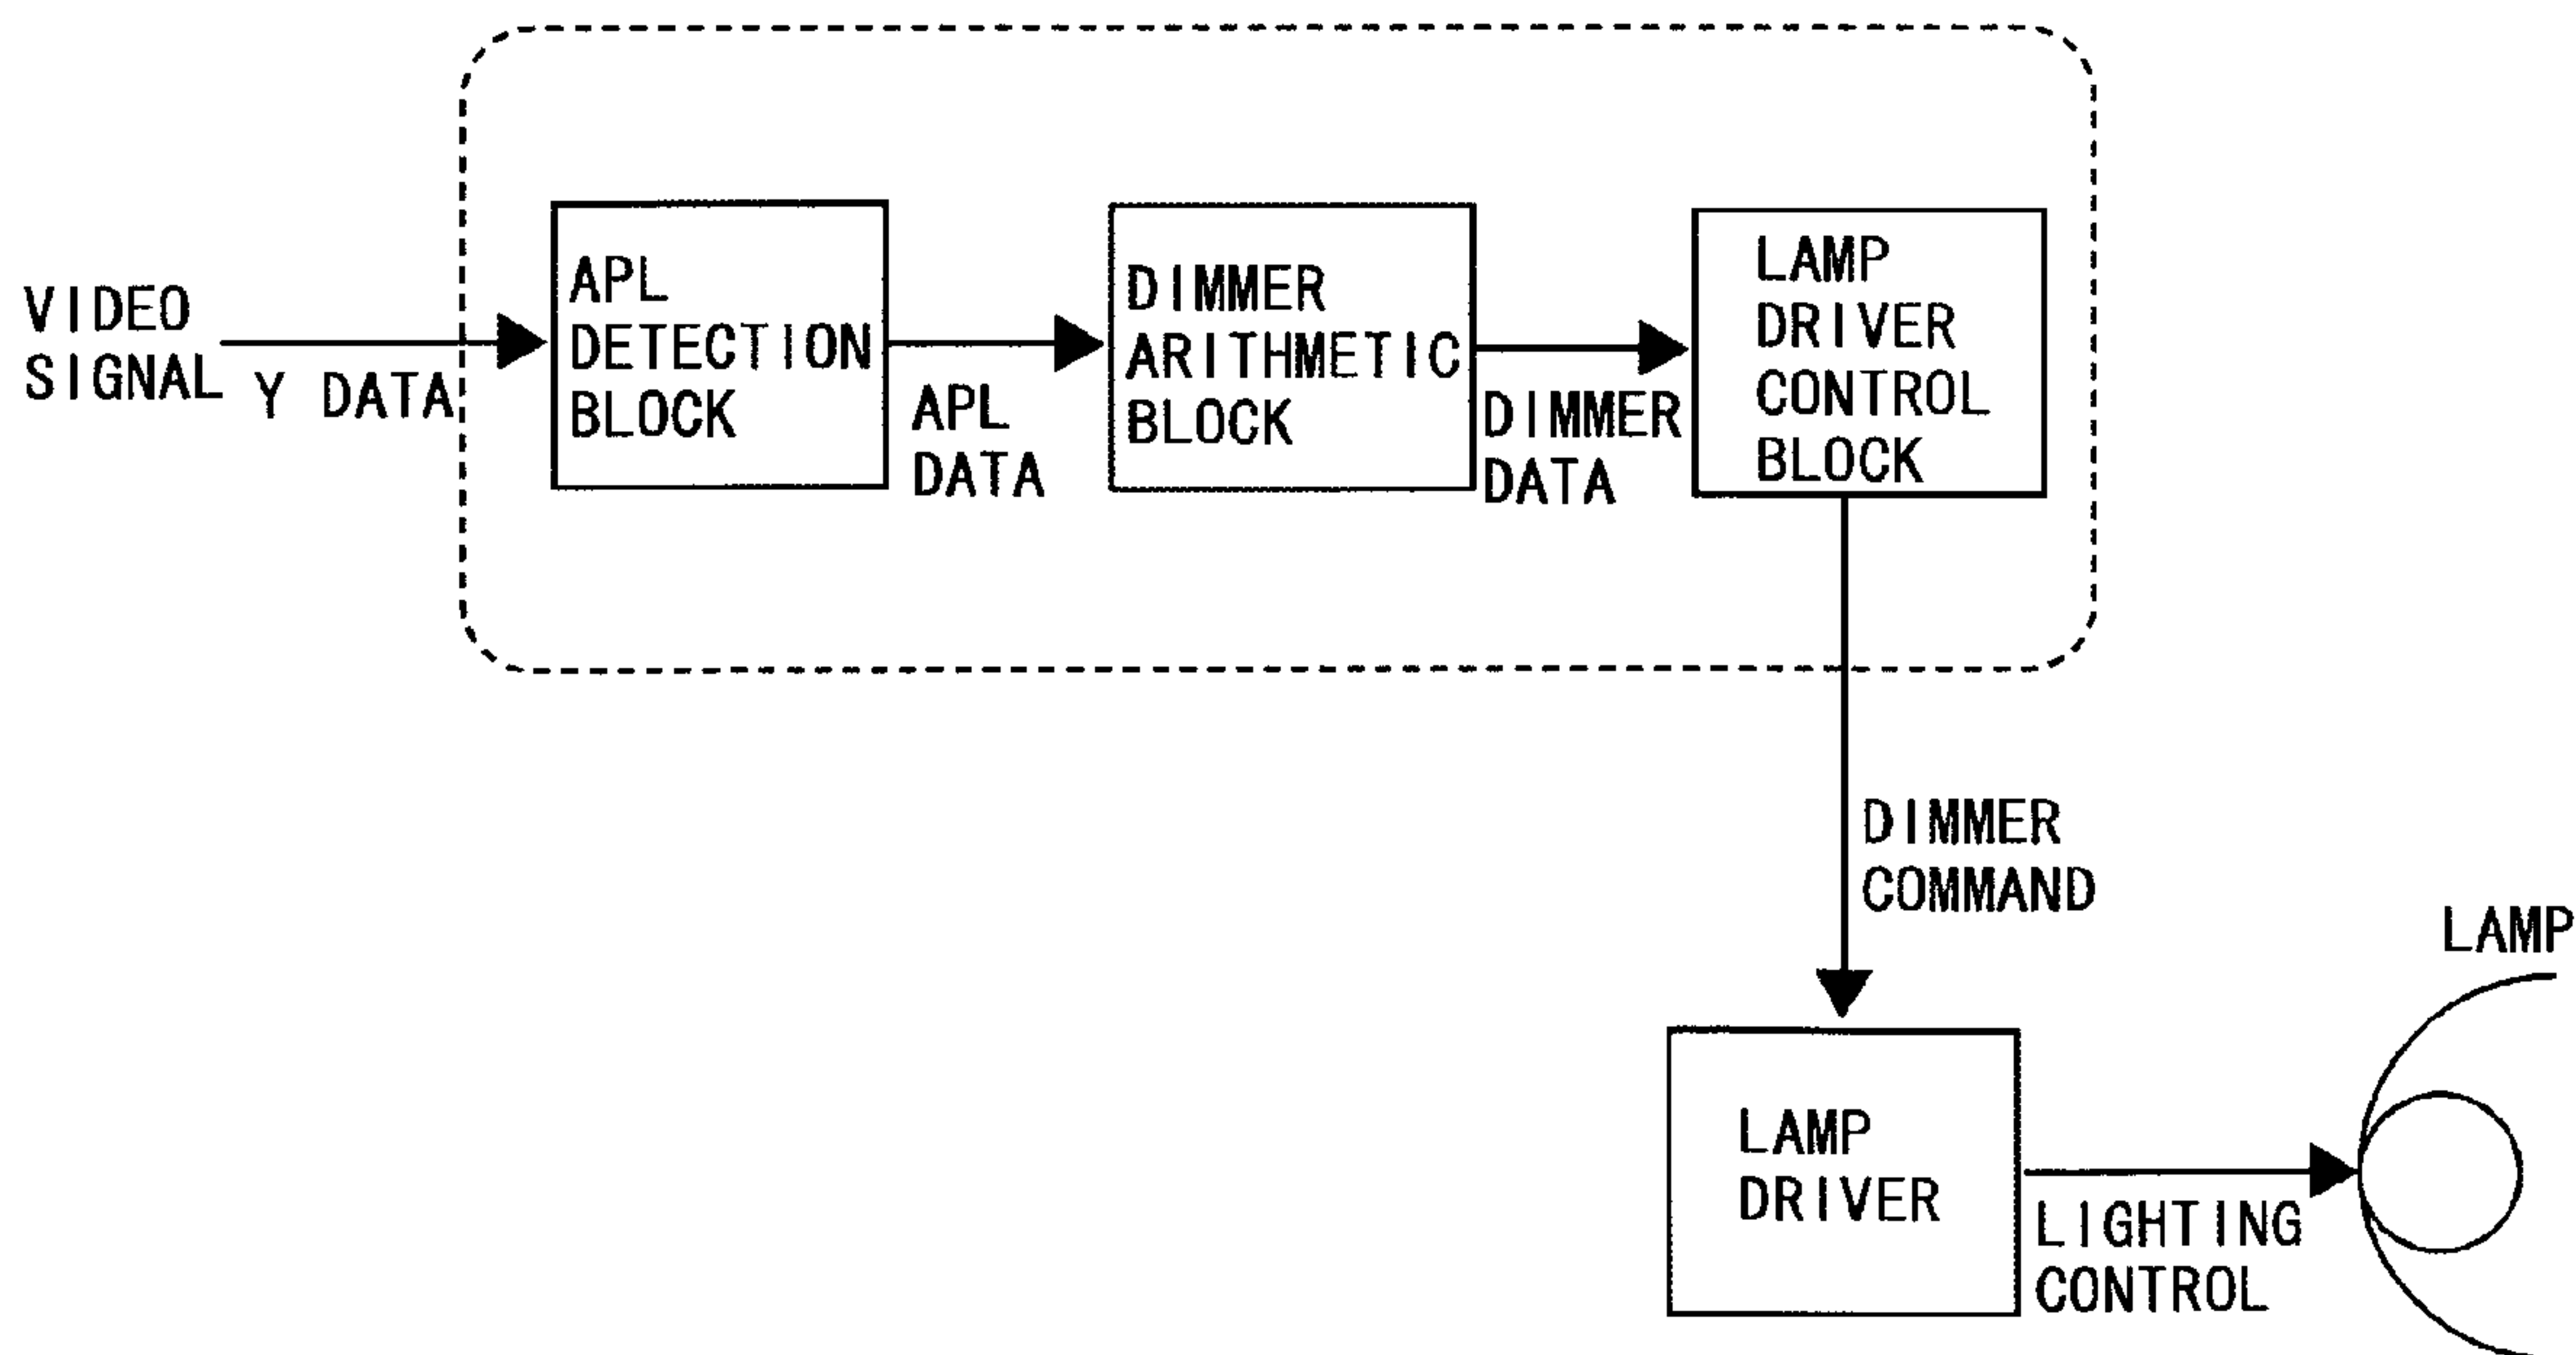 VIDEO
SIGNAL
Y DATA
APL
DETECTION
BLOCK
APL
DATA
DIMMER
ARITHMETIC
BLOCK
DIMMER
DATA
LAMP
DRIVER
CONTROL
BLOCK
DIMMER
COMMAND
LAMP
DRIVER
LIGHTING
CONTROL
LAMP